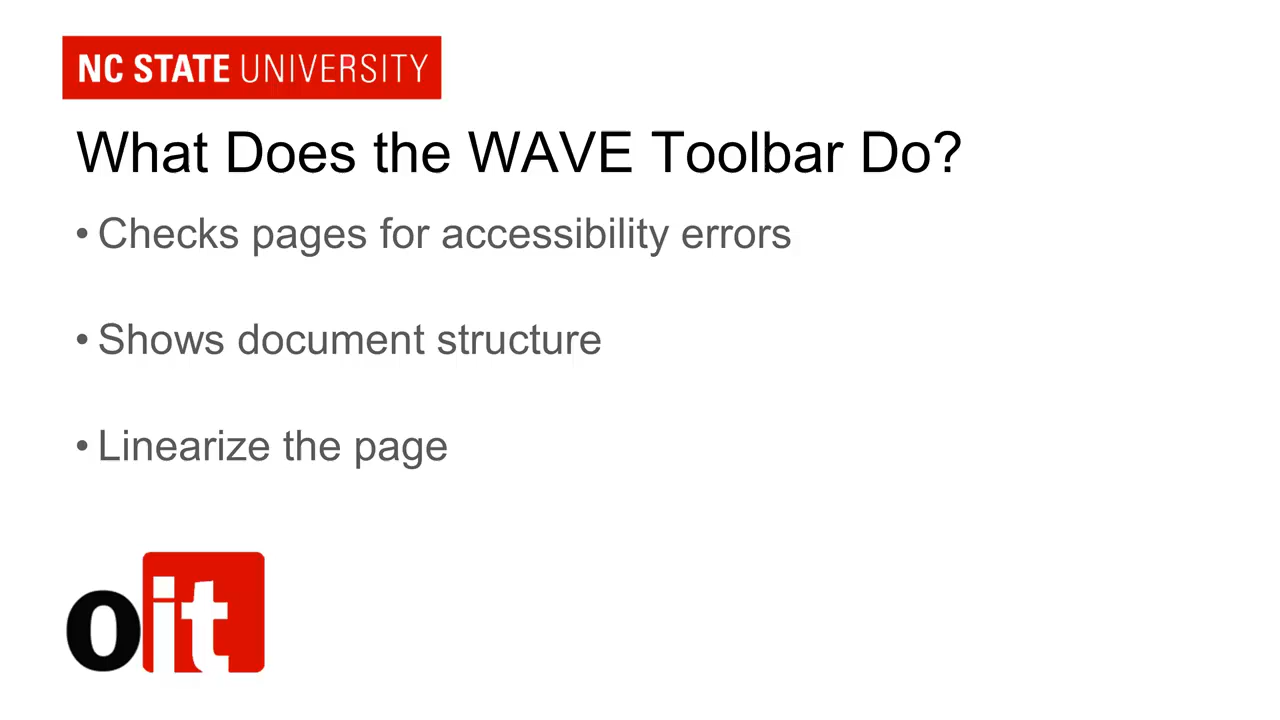 NC STATE UNIVERSITY
What Does the WAVE Toolbar Do?
• Checks pages for accessibility errors
• Shows document structure
• Linearize the page
oit